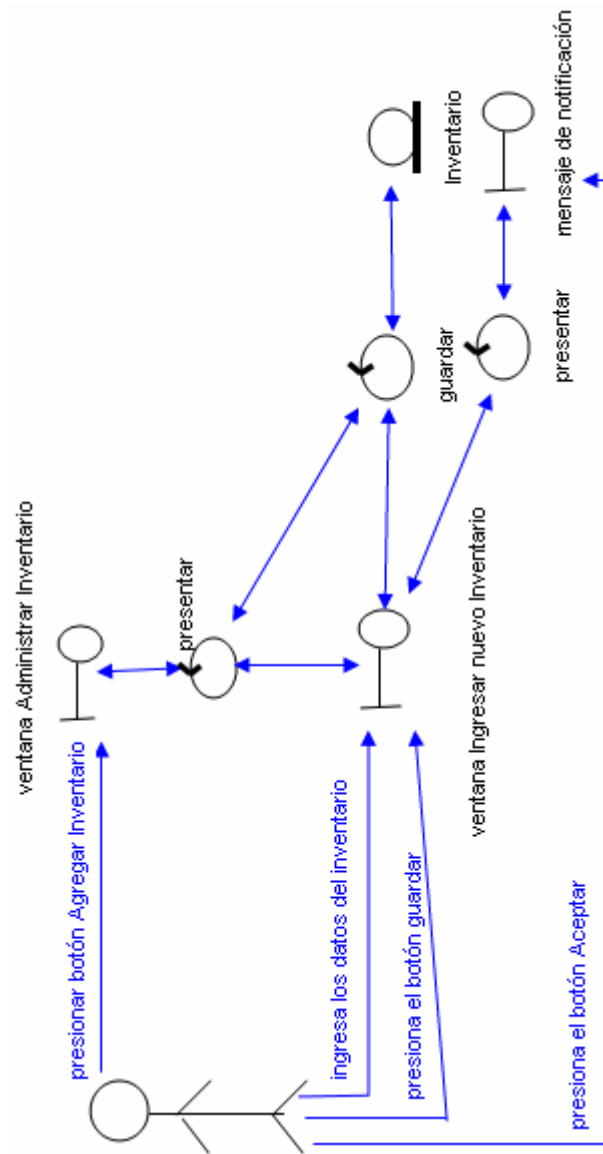 ventana Administrar Inventario
presionar botón Agregar Inventario
presentar
ingresa los datos del inventario
presiona el botón guardar
ventana Ingresar nuevo Inventario
guardar
Inventario
presentar
mensaje de notificación
presiona el botón Aceptar